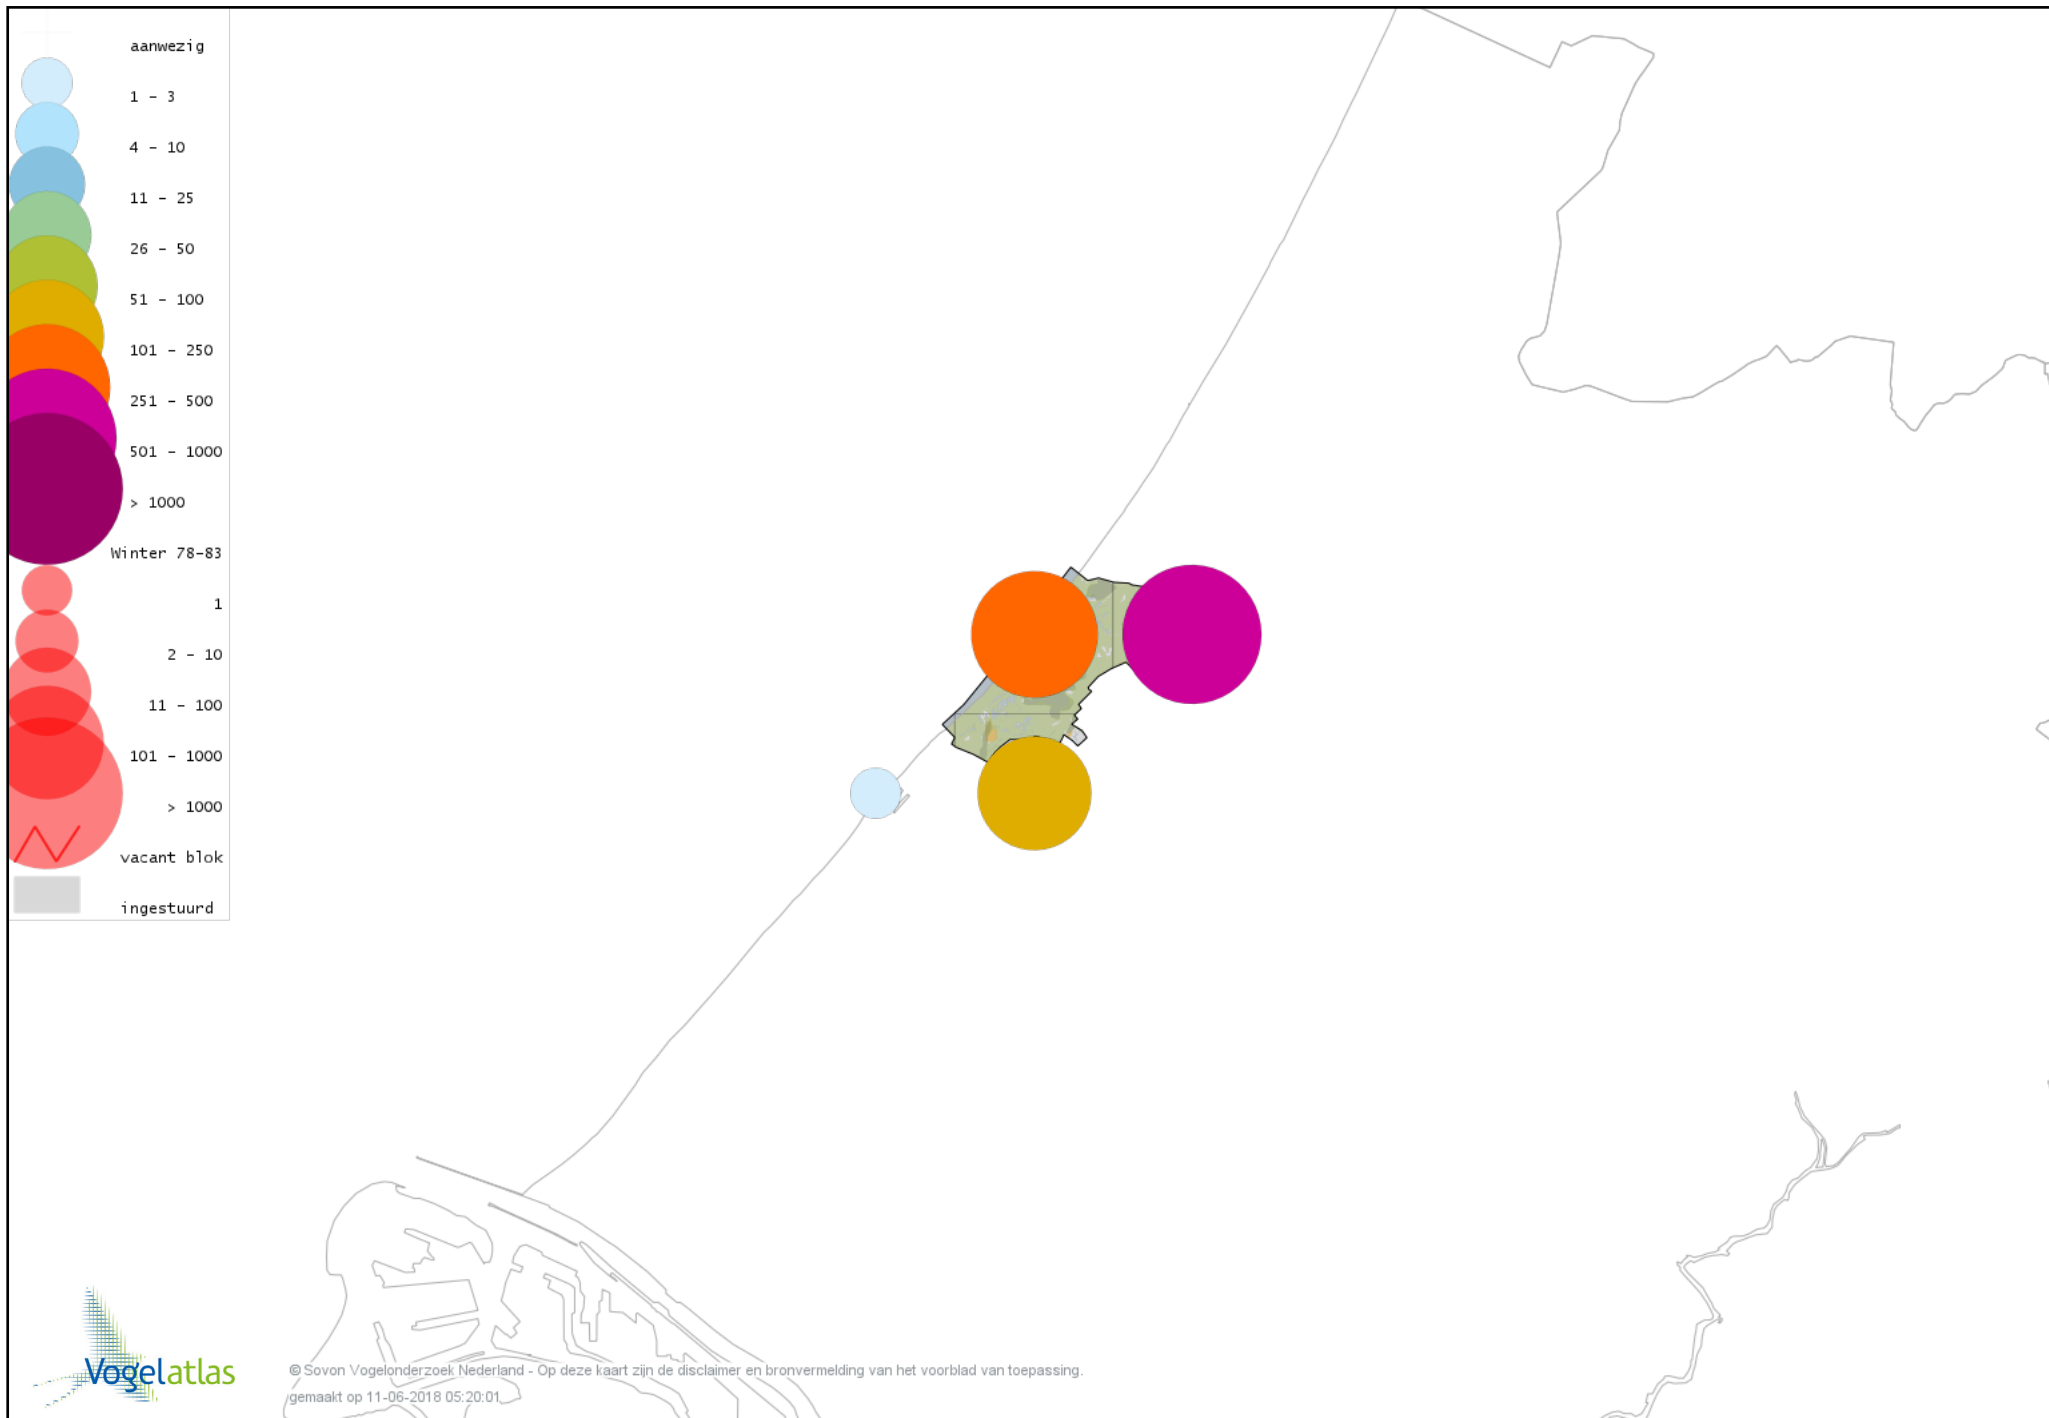 aanwezig
1 - 3
4 - 10
11 - 25
26 - 50
51 - 100
101 - 250
251 - 500
501 - 1000
> 1000
Winter 78-83
1
2 - 10
11 - 100
101 - 1000
> 1000
vacant blok
ingestuurd
Vogelatlas
© Sovon Vogelonderzoek Nederland - Op deze kaart zijn de disclaimer en bronvermelding van het voorblad van toepassing.
gemaakt op 11-06-2018 05:20:01